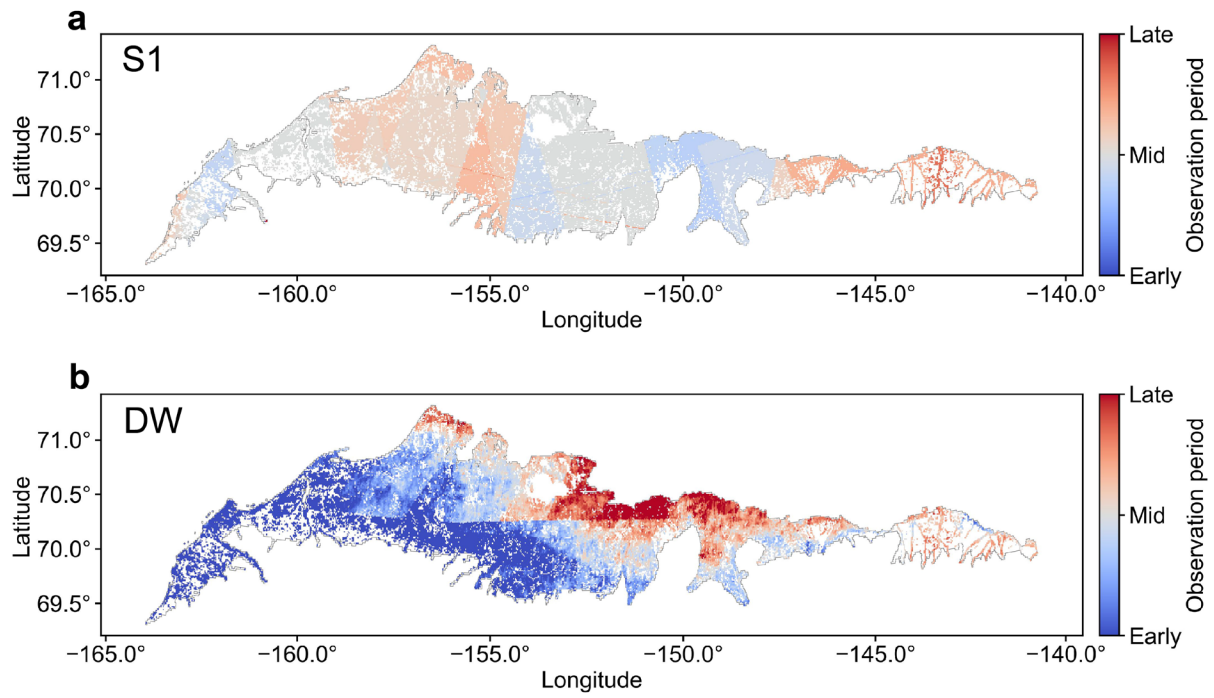 a
S1
Latitude
71.0°
70.5°
70.0°
69.5°
−165.0° −160.0° −155.0° −150.0° −145.0° −140.0°
Longitude
Late
Mid
Early
Observation period
b
DW
Latitude
71.0°
70.5°
70.0°
69.5°
−165.0° −160.0° −155.0° −150.0° −145.0° −140.0°
Longitude
Late
Mid
Early
Observation period